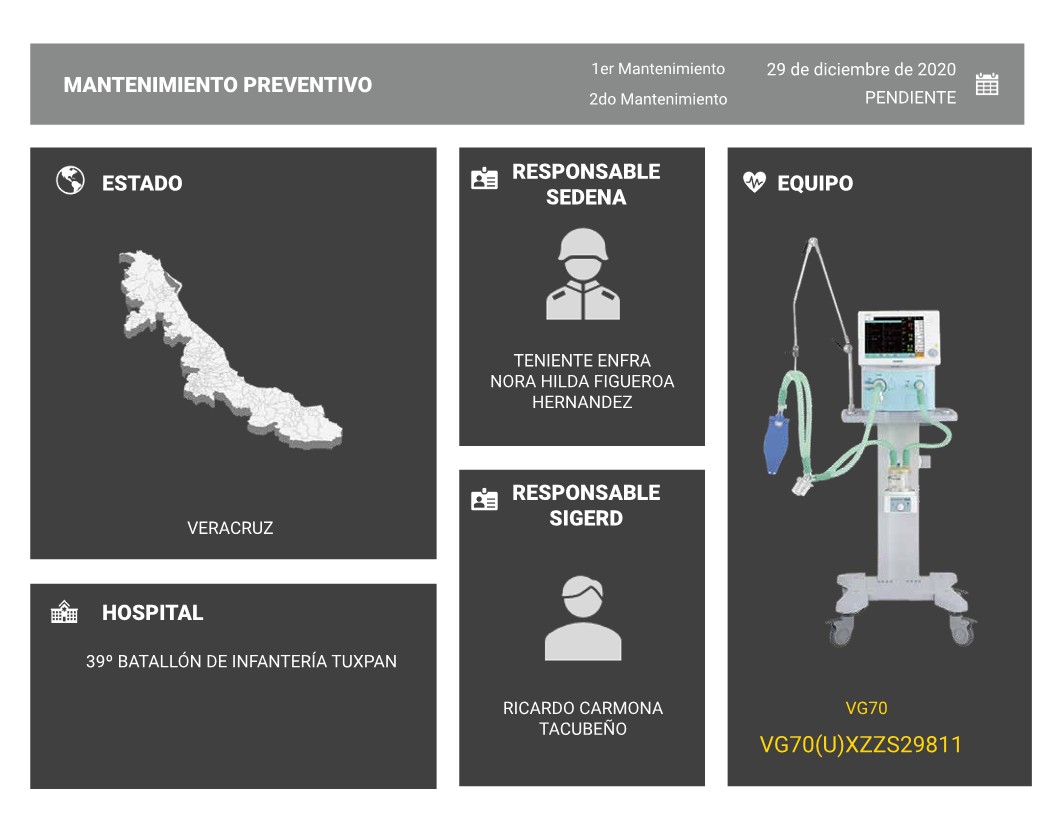 MANTENIMIENTO PREVENTIVO
1er Mantenimiento
29 de diciembre de 2020
2do Mantenimiento
PENDIENTE
ESTADO
VERACRUZ
HOSPITAL
39º BATALLÓN DE INFANTERÍA TUXPAN
RESPONSABLE
SEDENA
TENIENTE ENFRA
NORA HILDA FIGUEROA
HERNANDEZ
RESPONSABLE
SIGERD
RICARDO CARMONA
TACUBEÑO
EQUIPO
VG70
VG70(U)XZZS29811